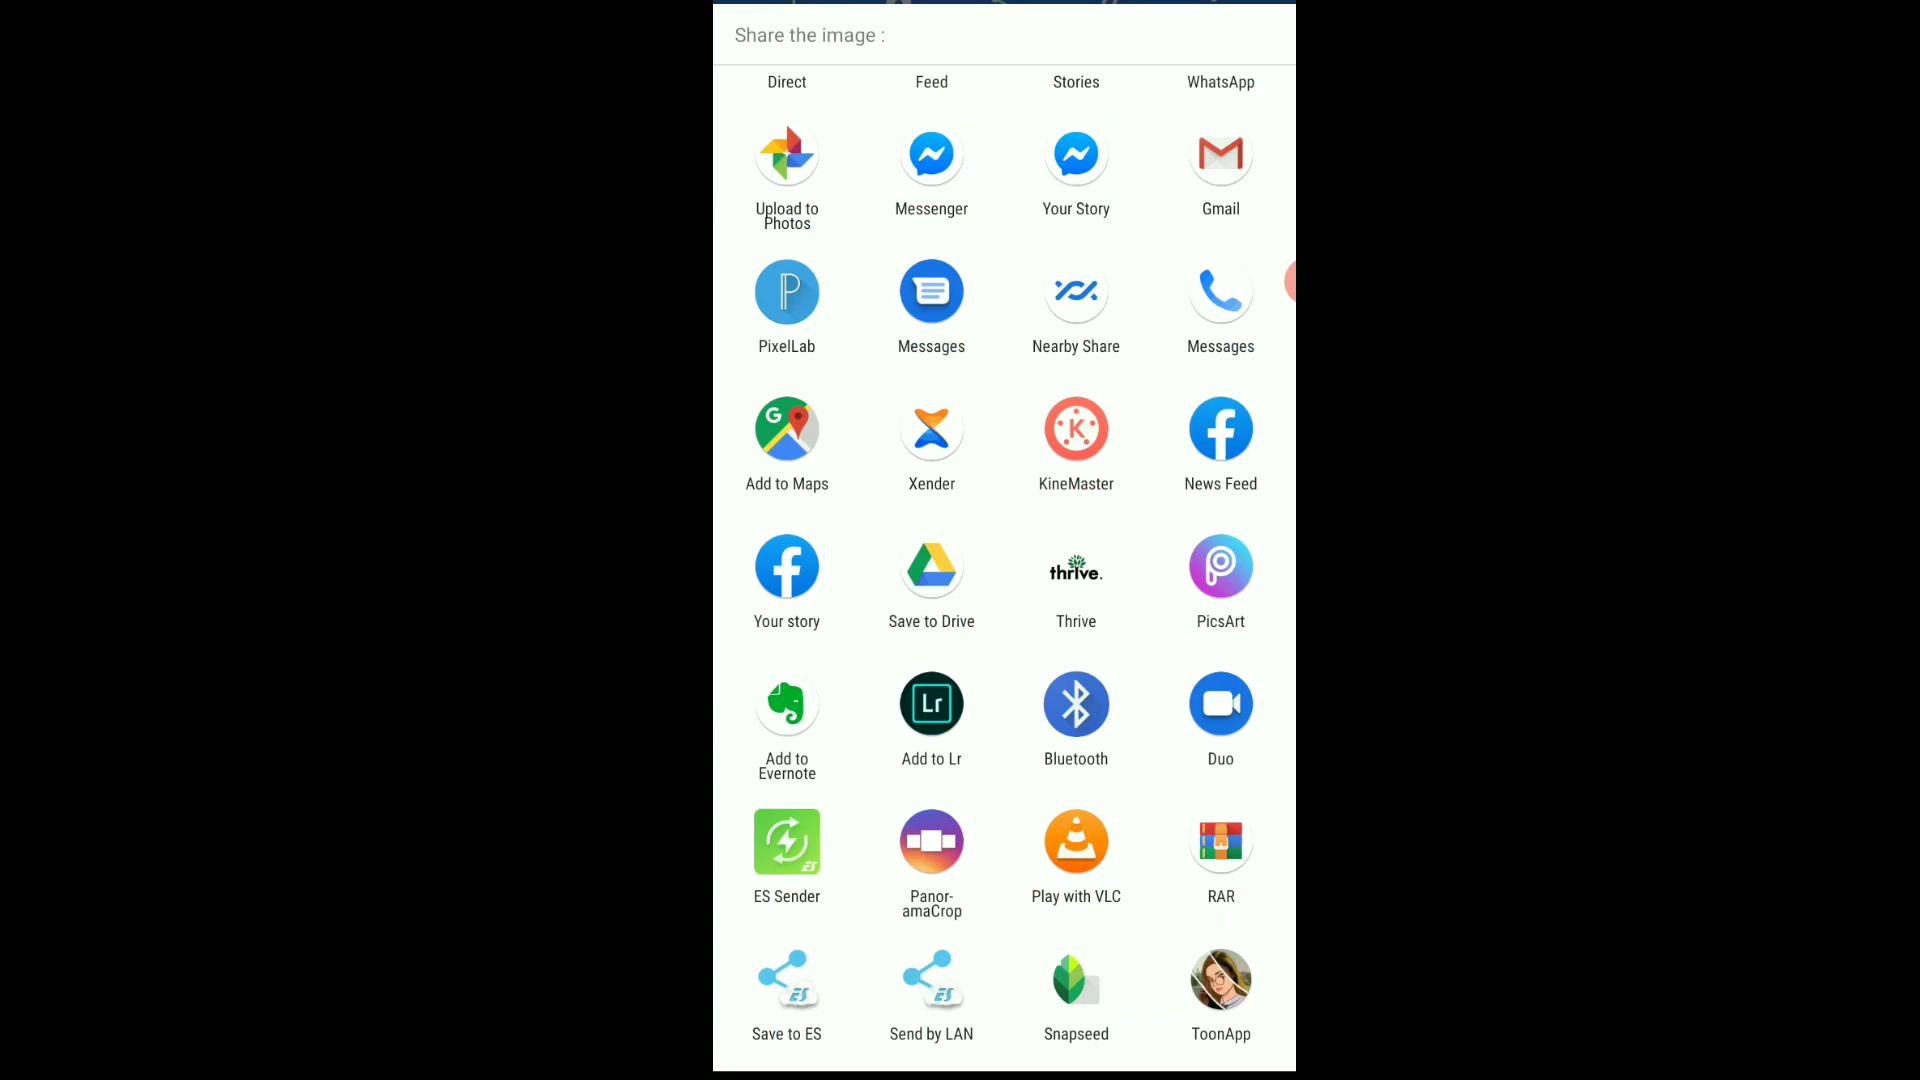 Share the image :
Direct Feed Stories WhatsApp
Upload to Photos Messenger Your Story Gmail
P
PixelLab Messages Nearby Share Messages
G K f
Add to Maps Xender KineMaster News Feed
f thrive. P
Your story Save to Drive Thrive PicsArt
Lr
Add to Evernote Add to Lr Bluetooth Duo
ES
ES Sender Panor-amaCrop Play with VLC RAR
ES ES
Save to ES Send by LAN Snapseed ToonApp